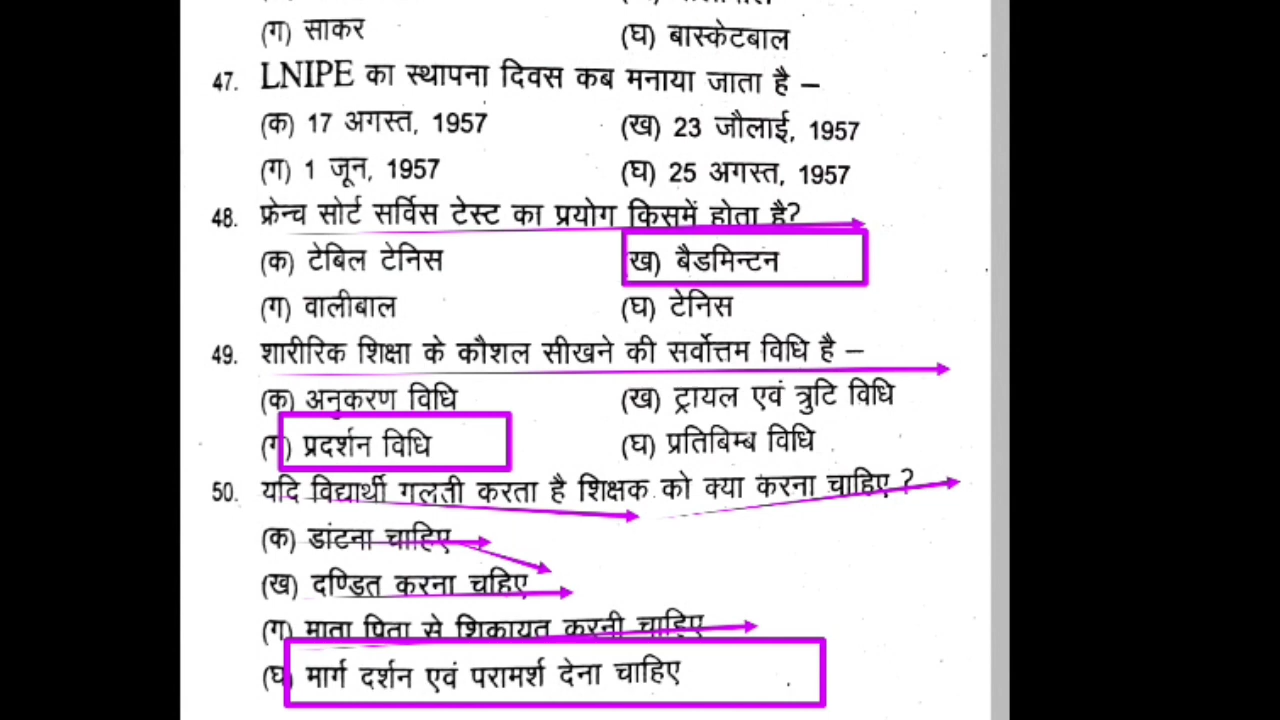 (ग) साकर (घ) बास्केटबाल
47. LNIPE का स्थापना दिवस कब मनाया जाता है –
(क) 17 अगस्त, 1957 (ख) 23 जौलाई, 1957
(ग) 1 जून, 1957 (घ) 25 अगस्त, 1957
48. फ्रेन्च सोर्ट सर्विस टेस्ट का प्रयोग किसमें होता है?
(क) टेबिल टेनिस (ख) बैडमिन्टन
(ग) वालीबाल (घ) टेनिस
49. शारीरिक शिक्षा के कौशल सीखने की सर्वोत्तम विधि है –
(क) अनुकरण विधि (ख) ट्रायल एवं त्रुटि विधि
(ग) प्रदर्शन विधि (घ) प्रतिबिम्ब विधि
50. यदि विद्यार्थी गलती करता है शिक्षक को क्या करना चाहिए ?
(क) डांटना चाहिए
(ख) दण्डित करना चहिए
(ग) माता पिता से शिकायत करनी चाहिए
(घ) मार्ग दर्शन एवं परामर्श देना चाहिए